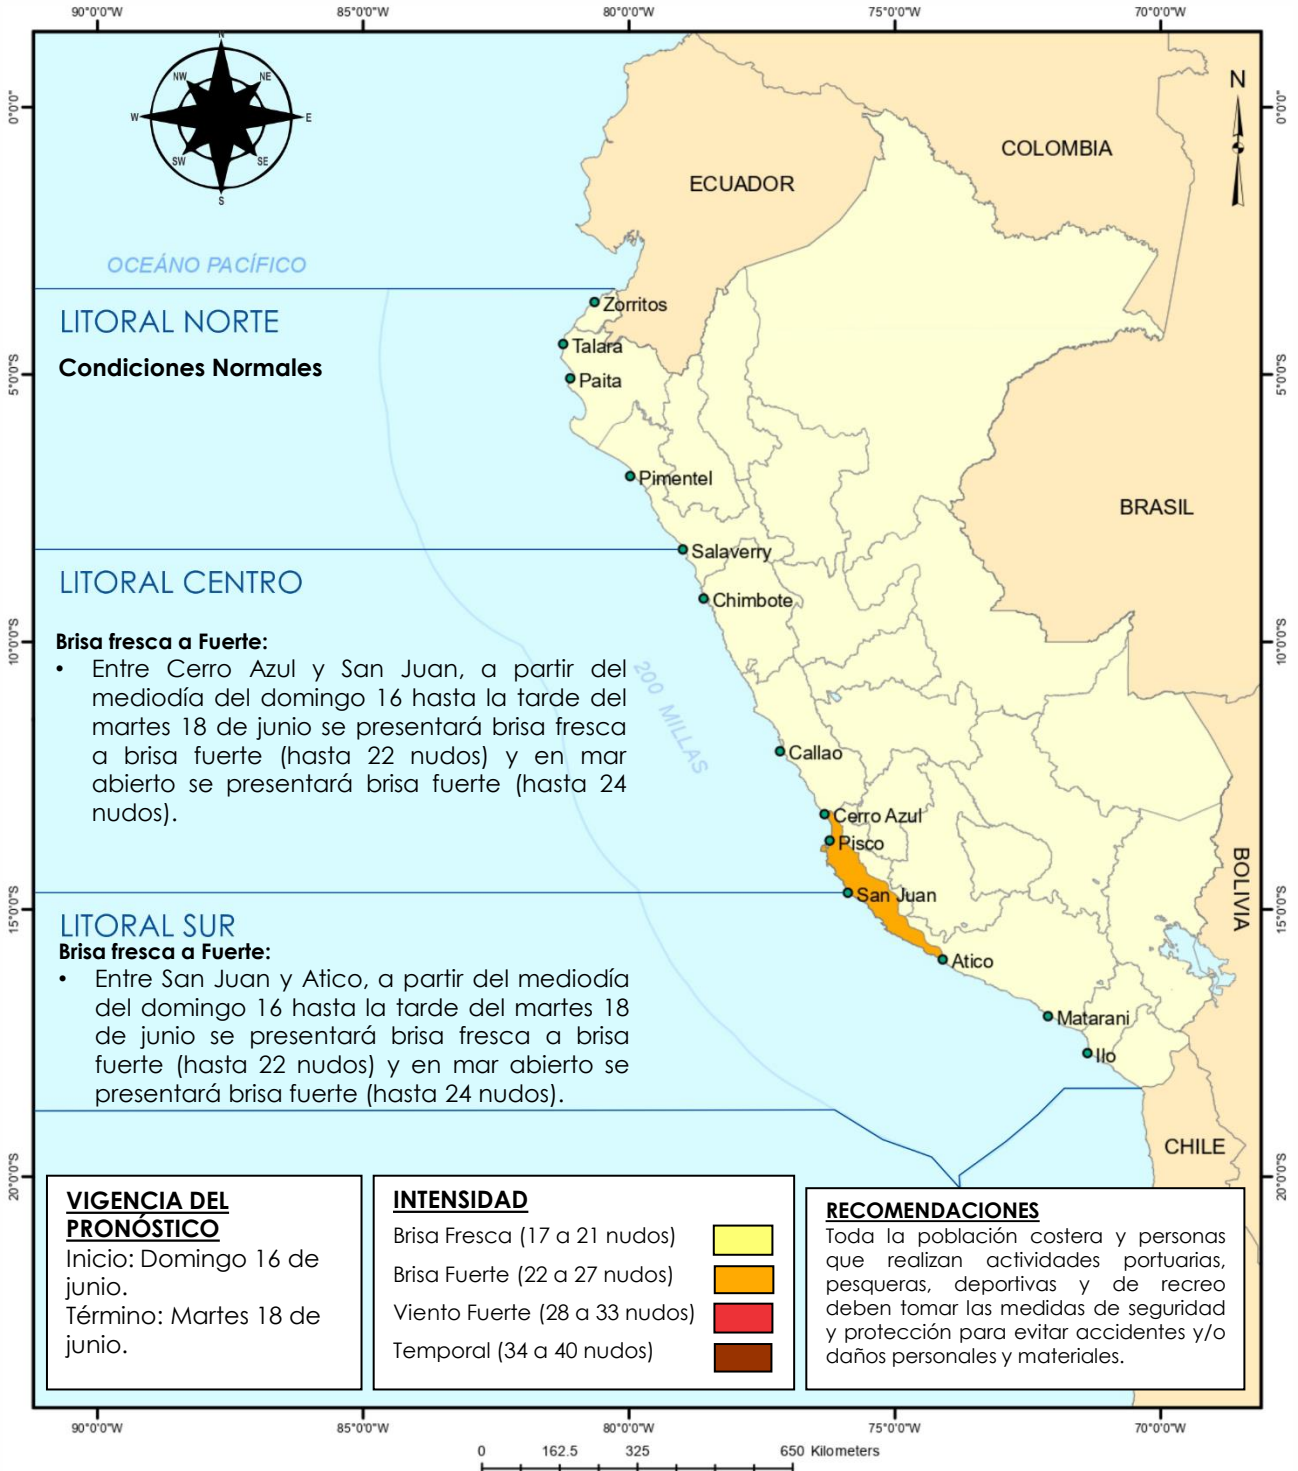 90°0'0"W 85°0'0"W 80°0'0"W 75°0'0"W 70°0'0"W
N
NW NE
W E
SW SE
S
N
0°0'0"
0°0'0"
COLOMBIA
ECUADOR
OCEÁNO PACÍFICO
Zorritos
LITORAL NORTE
Talara
Condiciones Normales
Paita
5°0'0"S
5°0'0"S
Pimentel
BRASIL
Salaverry
LITORAL CENTRO
Chimbote
10°0'0"S
10°0'0"S
Brisa fresca a Fuerte:
• Entre Cerro Azul y San Juan, a partir del
mediodía del domingo 16 hasta la tarde del
martes 18 de junio se presentará brisa fresca
a brisa fuerte (hasta 22 nudos) y en mar
abierto se presentará brisa fuerte (hasta 24
nudos).
200 MILLAS
Callao
Cerro Azul
Pisco
BOLIVIA
San Juan
15°0'0"S
15°0'0"S
LITORAL SUR
Brisa fresca a Fuerte:
• Entre San Juan y Atico, a partir del mediodía
del domingo 16 hasta la tarde del martes 18
de junio se presentará brisa fresca a brisa
fuerte (hasta 22 nudos) y en mar abierto se
presentará brisa fuerte (hasta 24 nudos).
Atico
Matarani
Ilo
CHILE
20°0'0"S
20°0'0"S
VIGENCIA DEL
PRONÓSTICO
Inicio: Domingo 16 de
junio.
Término: Martes 18 de
junio.
INTENSIDAD
Brisa Fresca (17 a 21 nudos)
Brisa Fuerte (22 a 27 nudos)
Viento Fuerte (28 a 33 nudos)
Temporal (34 a 40 nudos)
RECOMENDACIONES
Toda la población costera y personas
que realizan actividades portuarias,
pesqueras, deportivas y de recreo
deben tomar las medidas de seguridad
y protección para evitar accidentes y/o
daños personales y materiales.
90°0'0"W 85°0'0"W 80°0'0"W 75°0'0"W 70°0'0"W
0 162.5 325 650 Kilometers